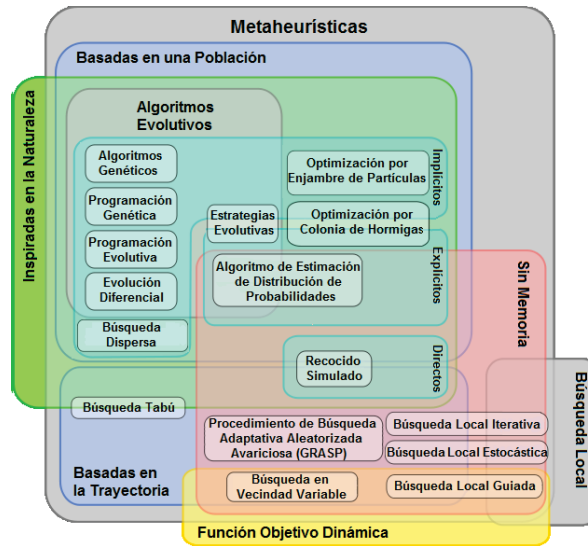 Metaheurísticas
Basadas en una Población
Inspiradas en la Naturaleza
Algoritmos
Evolutivos
Algoritmos
Genéticos
Programación
Genética
Programación
Evolutiva
Evolución
Diferencial
Búsqueda
Dispersa
Estrategias
Evolutivas
Optimización por
Enjambre de Partículas
Implícitos
Optimización por
Colonia de Hormigas
Algoritmo de Estimación
de Distribución de
Probabilidades
Explícitos
Sin Memoria
Recocido
Simulado
Directos
Búsqueda Local
Búsqueda Tabú
Procedimiento de Búsqueda
Adaptativa Aleatorizada
Avariciosa (GRASP)
Búsqueda Local Iterativa
Búsqueda Local Estocástica
Basadas en
la Trayectoria
Búsqueda en
Vecindad Variable
Búsqueda Local Guiada
Función Objetivo Dinámica